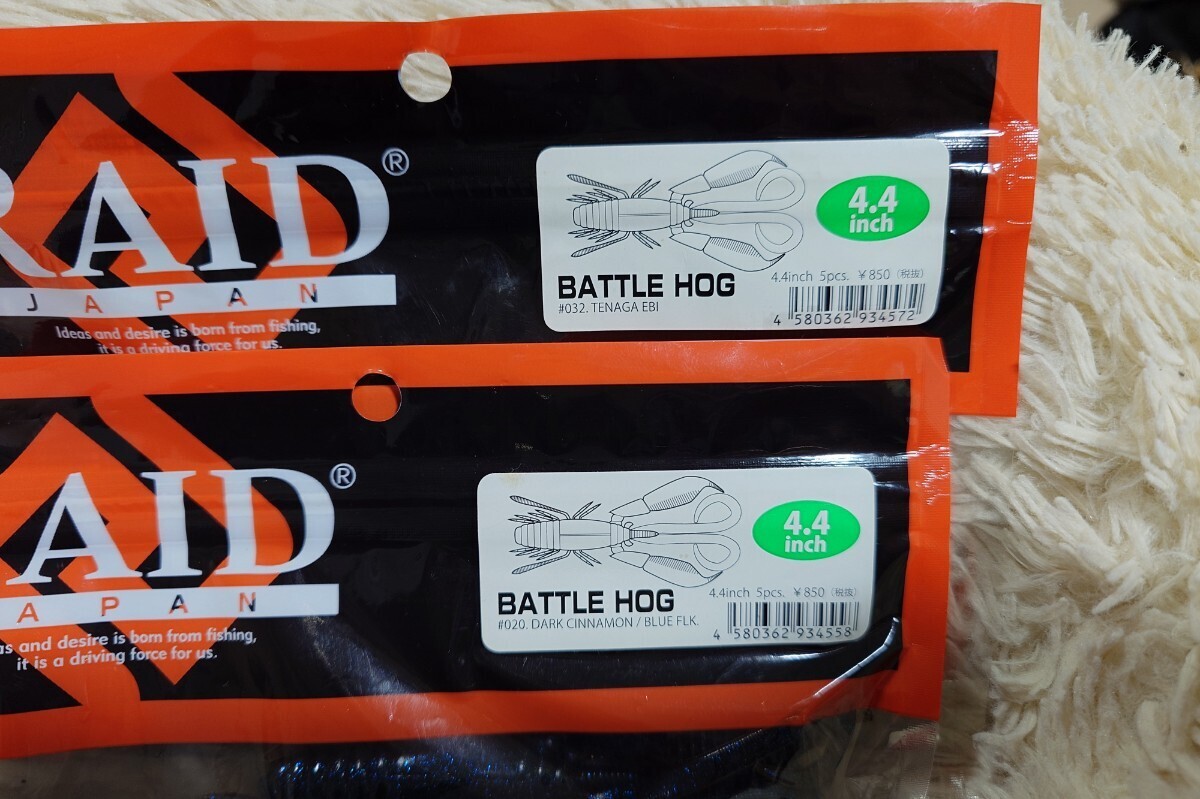 RAID®
JAPAN
Ideas and desire is born from fishing,
it is a driving force for us.
4.4
inch
BATTLE HOG
#032. TENAGA EBI
4.4inch 5pcs. ¥850 (税抜)
4 580362 934572
AID®
APAN
as and desire is born from fishing,
it is a driving force for us.
4.4
inch
BATTLE HOG
#020. DARK CINNAMON / BLUE FLK.
4.4inch 5pcs. ¥850 (税抜)
4 580362 934558